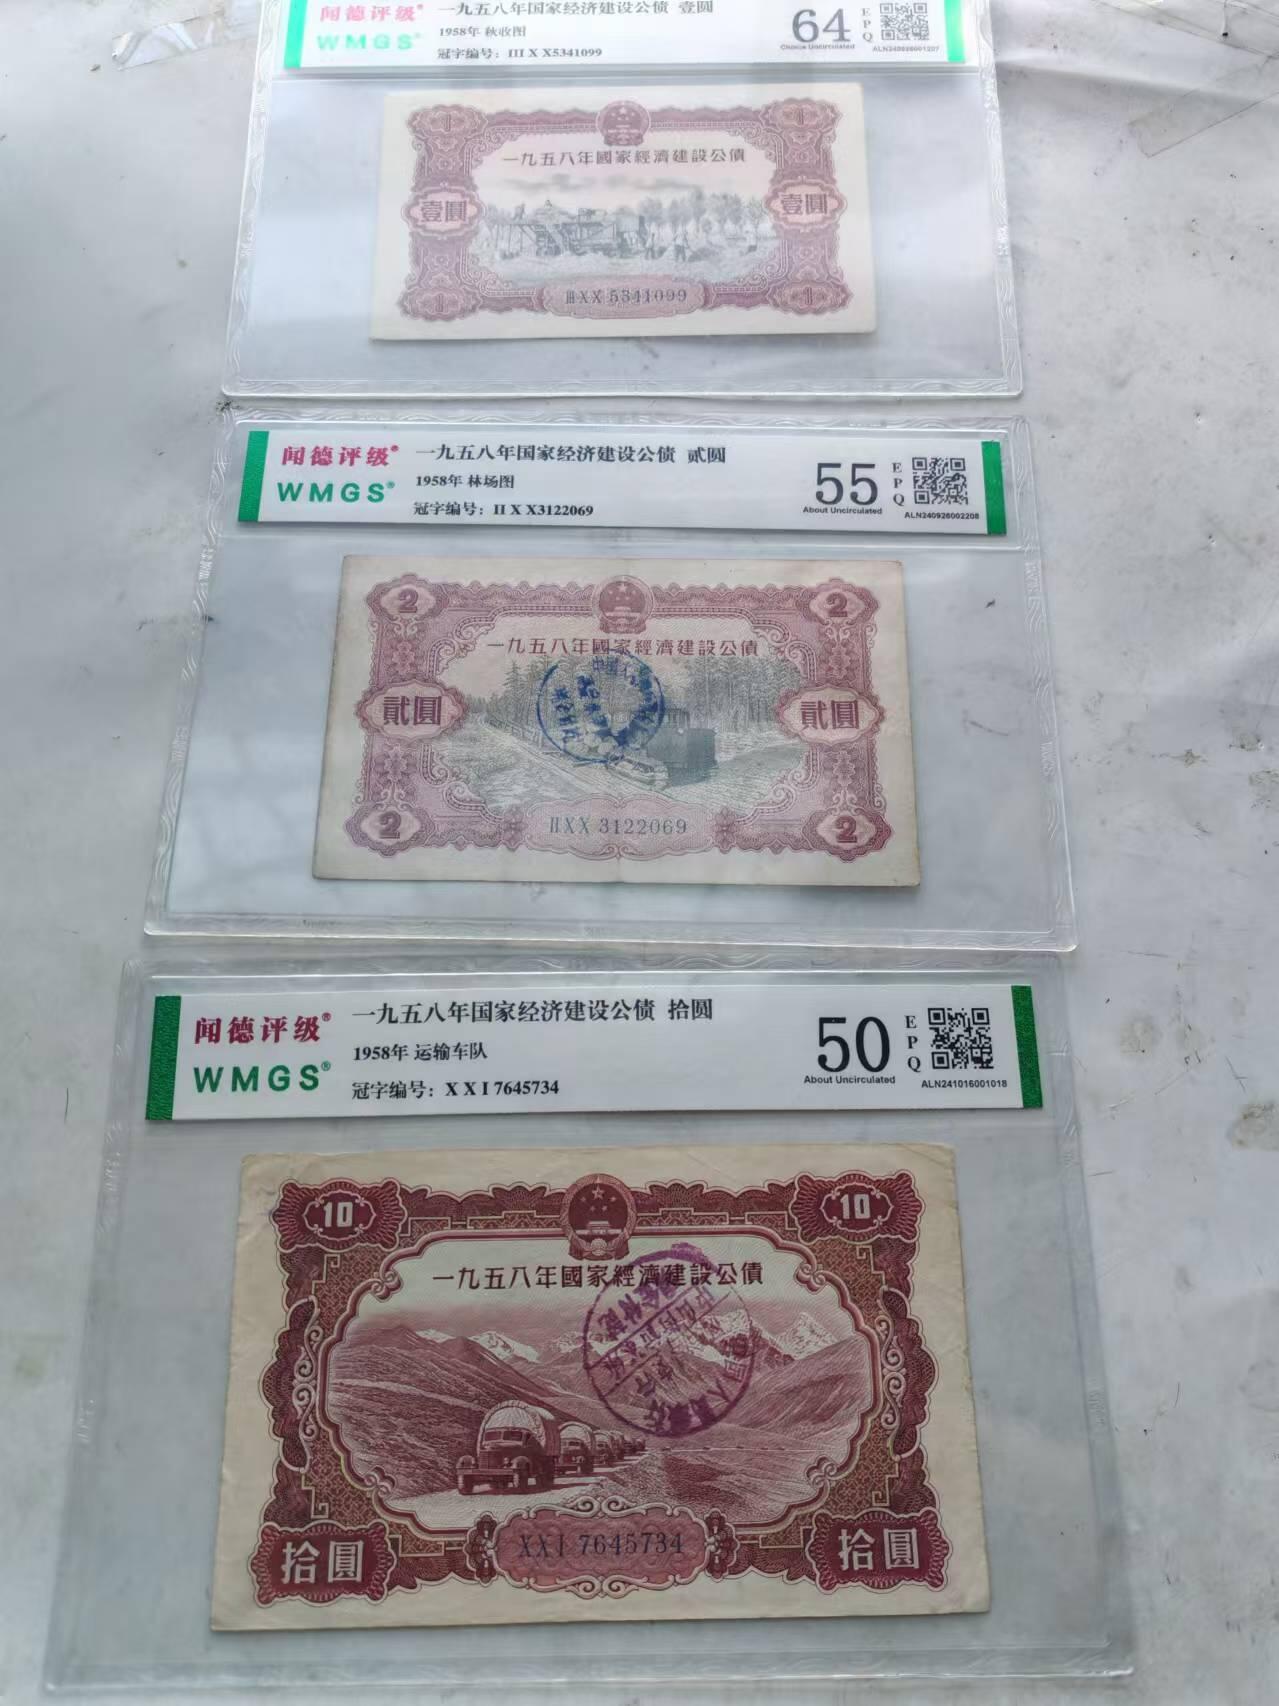 闻德评级®
WMGS®
一九五八年国家经济建设公债 壹圆
1958年 秋收图
冠字编号：III X X5341099
64
Choice Uncirculated
E
P
Q
ALN240926001207
1
1
一九五八年國家經濟建設公債
壹圓
壹圓
1
1
III XX 5341099
闻德评级®
WMGS®
一九五八年国家经济建设公债 贰圆
1958年 林场图
冠字编号：II X X3122069
55
About Uncirculated
E
P
Q
ALN240926002208
2
2
一九五八年國家經濟建設公債
貳圓
貳圓
2
2
II XX 3122069
闻德评级®
WMGS®
一九五八年国家经济建设公债 拾圆
1958年 运输车队
冠字编号：X X I 7645734
50
About Uncirculated
E
P
Q
ALN241016001018
10
10
一九五八年國家經濟建設公債
拾圓
拾圓
XXI 7645734